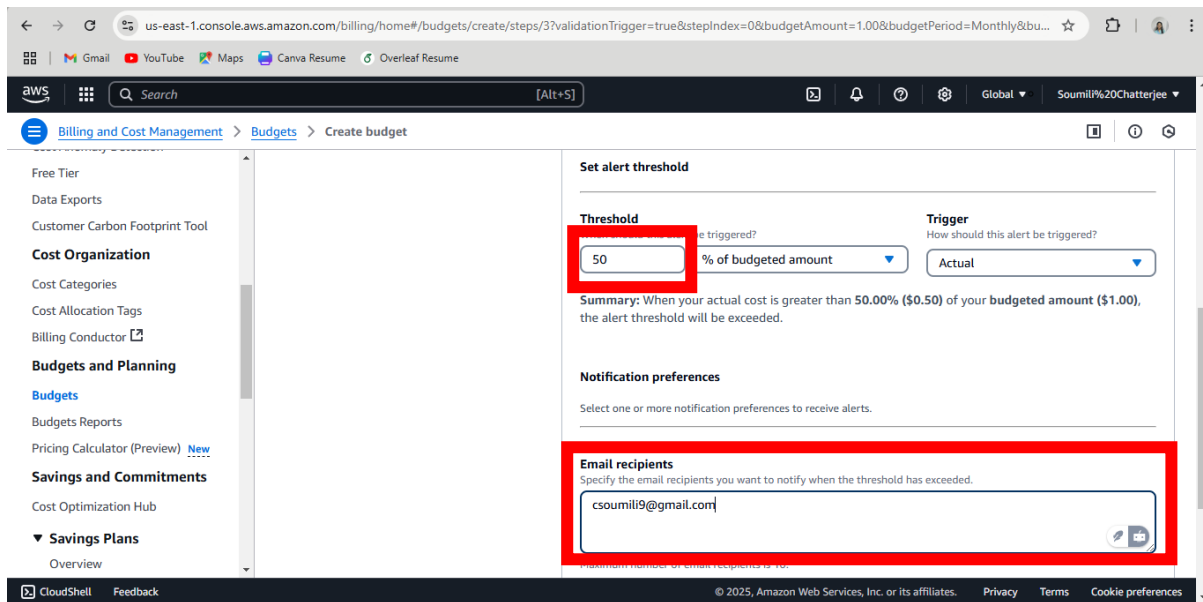 us-east-1.console.aws.amazon.com/billing/home#/budgets/create/steps/3?validationTrigger=true&stepIndex=0&budgetAmount=1.00&budgetPeriod=Monthly&bu...
Gmail YouTube Maps Canva Resume Overleaf Resume
aws Search [Alt+S] Global Soumili%20Chatterjee
Billing and Cost Management > Budgets > Create budget
Free Tier
Data Exports
Customer Carbon Footprint Tool
Cost Organization
Cost Categories
Cost Allocation Tags
Billing Conductor
Budgets and Planning
Budgets
Budgets Reports
Pricing Calculator (Preview) New
Savings and Commitments
Cost Optimization Hub
Savings Plans
Overview
Set alert threshold
Threshold
triggered?
50 % of budgeted amount
Trigger
How should this alert be triggered?
Actual
Summary: When your actual cost is greater than 50.00% ($0.50) of your budgeted amount ($1.00),
the alert threshold will be exceeded.
Notification preferences
Select one or more notification preferences to receive alerts.
Email recipients
Specify the email recipients you want to notify when the threshold has exceeded.
csoumili9@gmail.com
CloudShell Feedback © 2025, Amazon Web Services, Inc. or its affiliates. Privacy Terms Cookie preferences